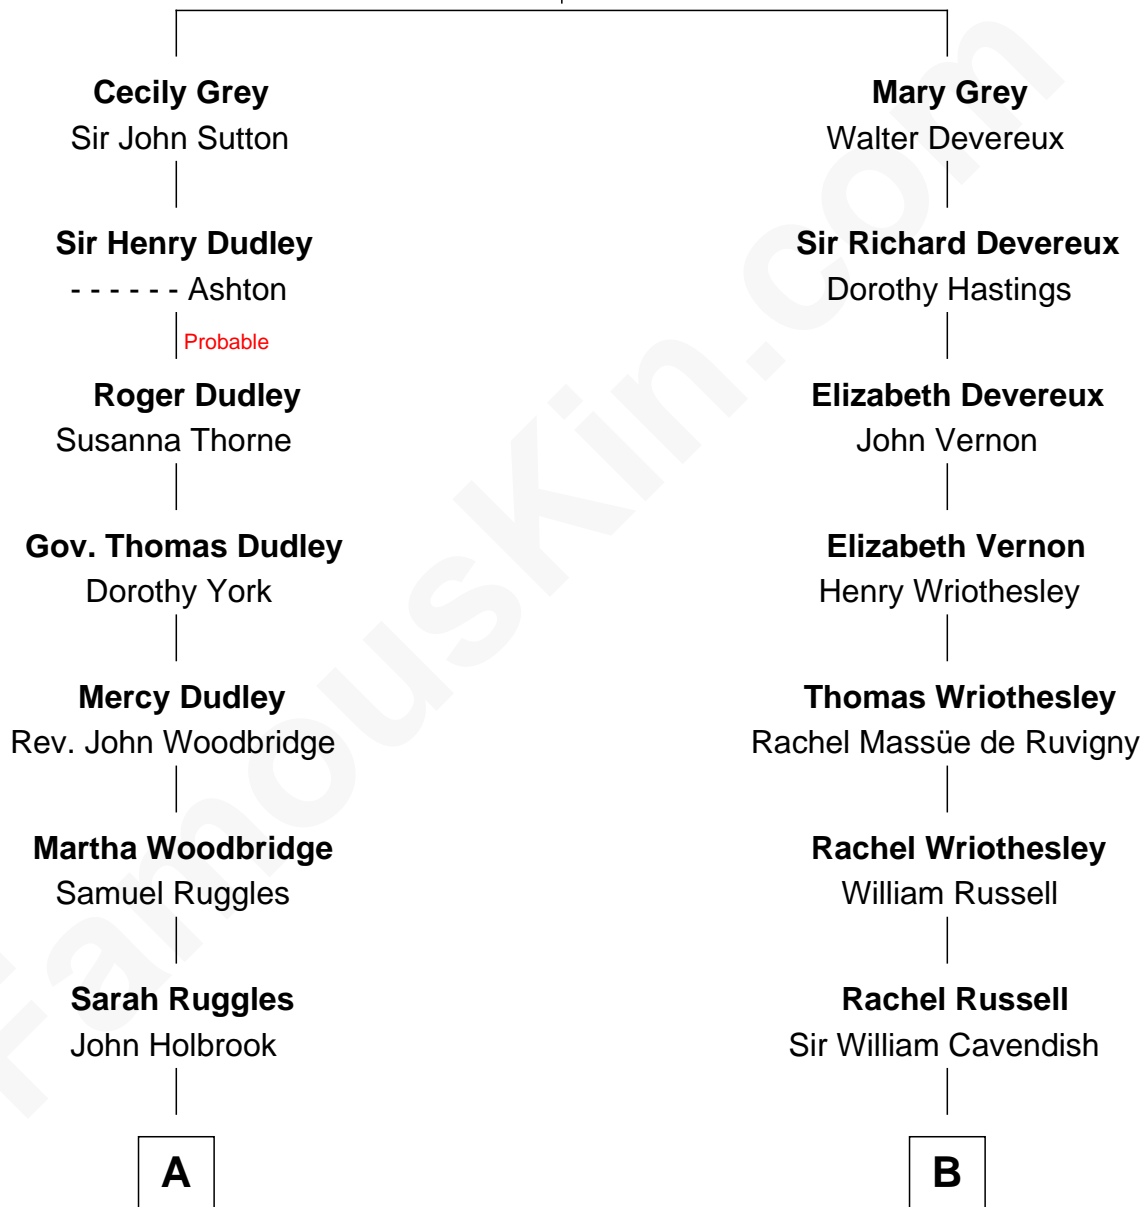 Cecily Grey
Sir John Sutton
Sir Henry Dudley
- - - - - - Ashton
Probable
Roger Dudley
Susanna Thorne
Gov. Thomas Dudley
Dorothy York
Mercy Dudley
Rev. John Woodbridge
Martha Woodbridge
Samuel Ruggles
Sarah Ruggles
John Holbrook
A
Mary Grey
Walter Devereux
Sir Richard Devereux
Dorothy Hastings
Elizabeth Devereux
John Vernon
Elizabeth Vernon
Henry Wriothesley
Thomas Wriothesley
Rachel Massüe de Ruvigny
Rachel Wriothesley
William Russell
Rachel Russell
Sir William Cavendish
B
FamousKin.com